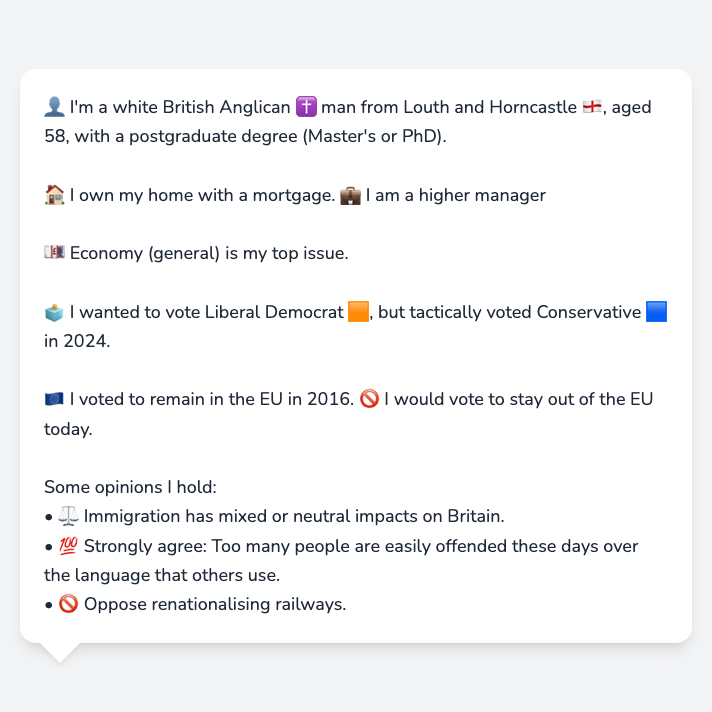 👤 I'm a white British Anglican ✝️ man from Louth and Horncastle 🏴󠁧󠁢󠁥󠁮󠁧󠁿, aged
58, with a postgraduate degree (Master's or PhD).
🏠 I own my home with a mortgage. 💼 I am a higher manager
💷 Economy (general) is my top issue.
🗳️ I wanted to vote Liberal Democrat 🟧, but tactically voted Conservative 🟦
in 2024.
🇪🇺 I voted to remain in the EU in 2016. 🚫 I would vote to stay out of the EU
today.
Some opinions I hold:
• ⚖️ Immigration has mixed or neutral impacts on Britain.
• 💯 Strongly agree: Too many people are easily offended these days over
the language that others use.
• 🚫 Oppose renationalising railways.